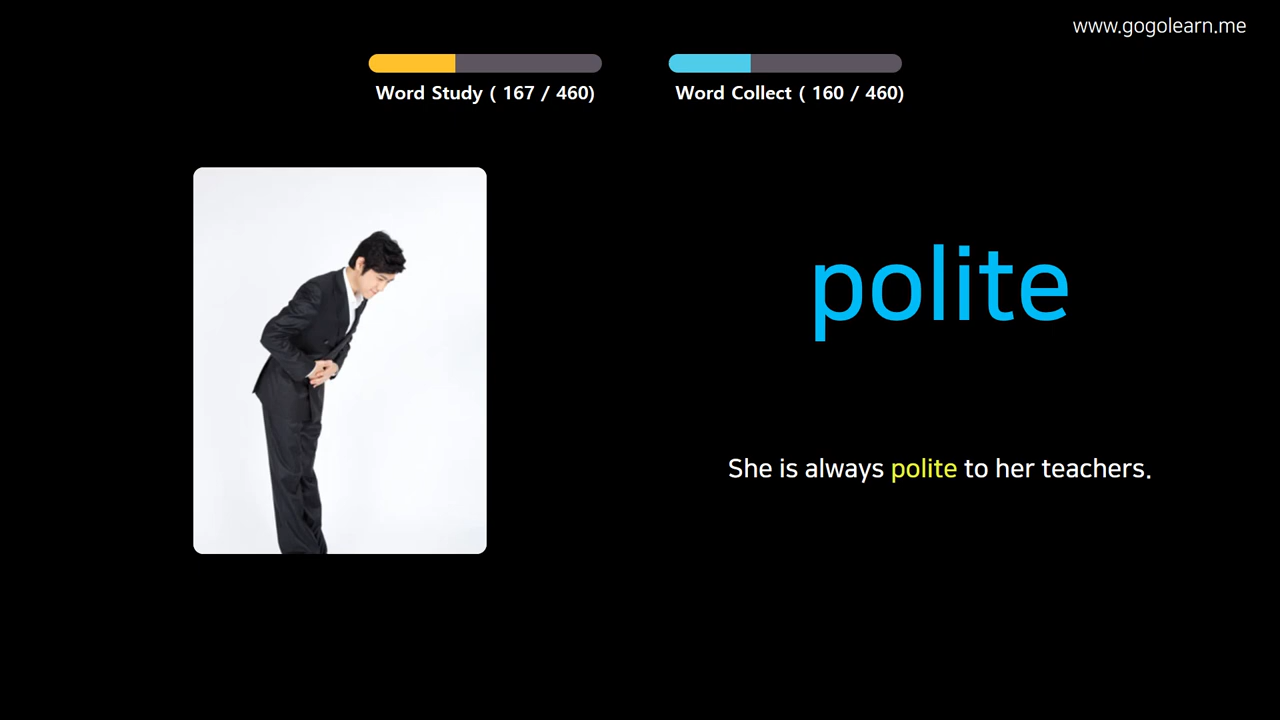 www.gogolearn.me
Word Study ( 167 / 460)
Word Collect ( 160 / 460)
polite
She is always polite to her teachers.